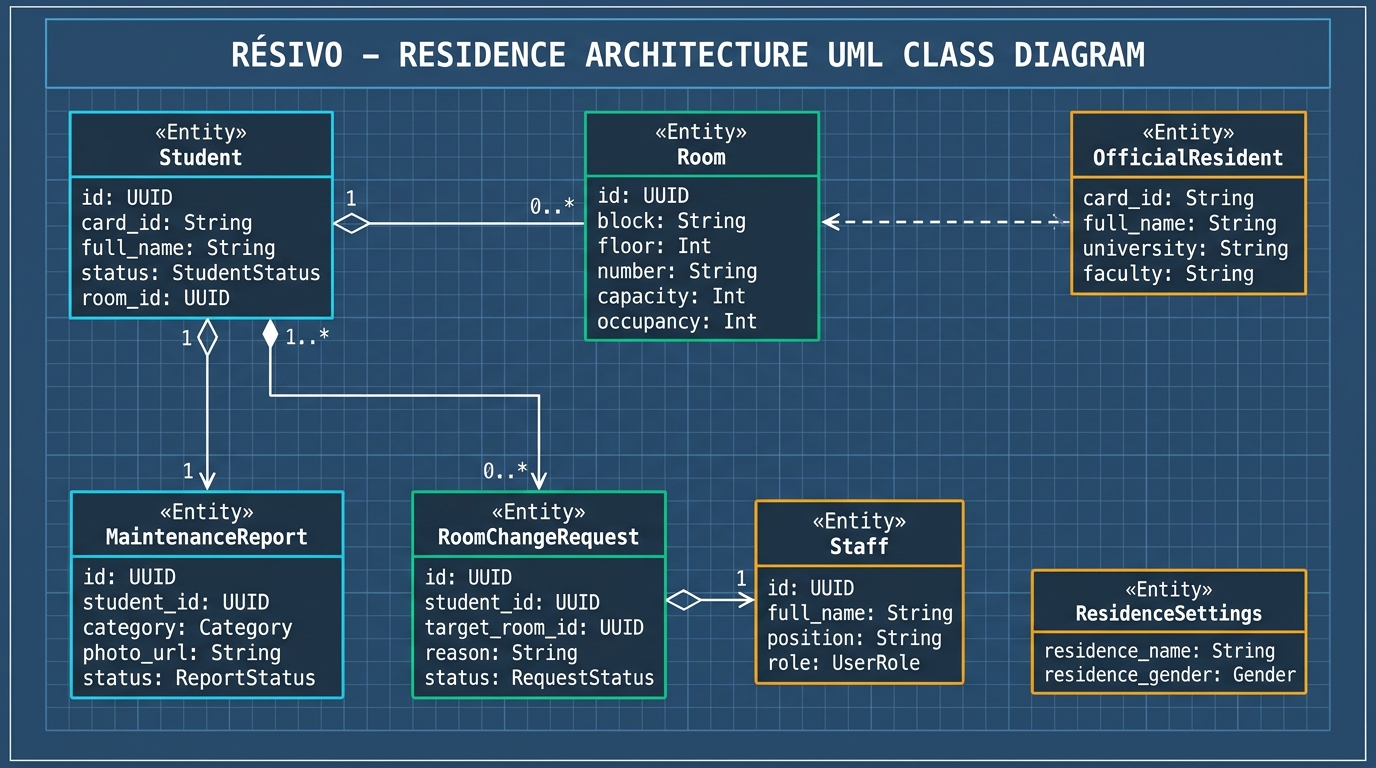 RÉSIVO – RESIDENCE ARCHITECTURE UML CLASS DIAGRAM
«Entity»
Student
id: UUID
card_id: String
full_name: String
status: StudentStatus
room_id: UUID
1
0..*
«Entity»
Room
id: UUID
block: String
floor: Int
number: String
capacity: Int
occupancy: Int
«Entity»
OfficialResident
card_id: String
full_name: String
university: String
faculty: String
1
1..*
1
0..*
«Entity»
MaintenanceReport
id: UUID
student_id: UUID
category: Category
photo_url: String
status: ReportStatus
«Entity»
RoomChangeRequest
id: UUID
student_id: UUID
target_room_id: UUID
reason: String
status: RequestStatus
1
«Entity»
Staff
id: UUID
full_name: String
position: String
role: UserRole
«Entity»
ResidenceSettings
residence_name: String
residence_gender: Gender